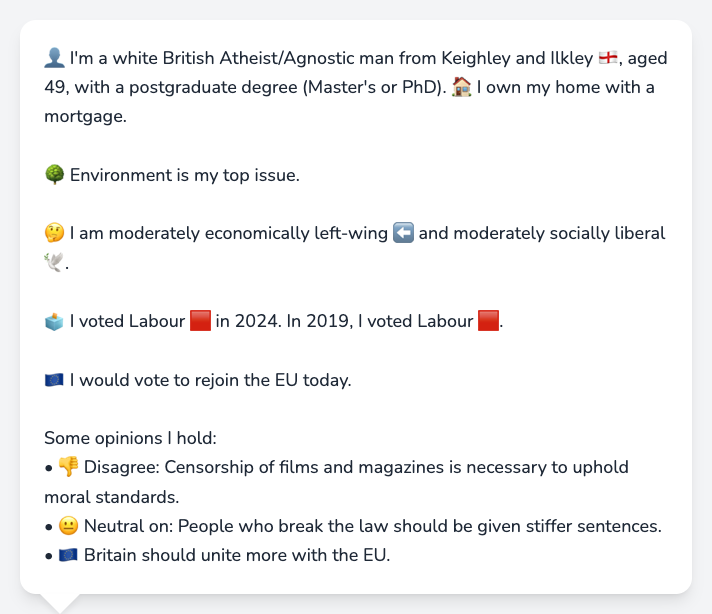 👤 I'm a white British Atheist/Agnostic man from Keighley and Ilkley 🏴󠁧󠁢󠁥󠁮󠁧󠁿, aged
49, with a postgraduate degree (Master's or PhD). 🏠 I own my home with a
mortgage.
🌳 Environment is my top issue.
🤔 I am moderately economically left-wing ⬅️ and moderately socially liberal
🕊️.
🗳️ I voted Labour 🟥 in 2024. In 2019, I voted Labour 🟥.
🇪🇺 I would vote to rejoin the EU today.
Some opinions I hold:
• 👎 Disagree: Censorship of films and magazines is necessary to uphold
moral standards.
• 😐 Neutral on: People who break the law should be given stiffer sentences.
• 🇪🇺 Britain should unite more with the EU.